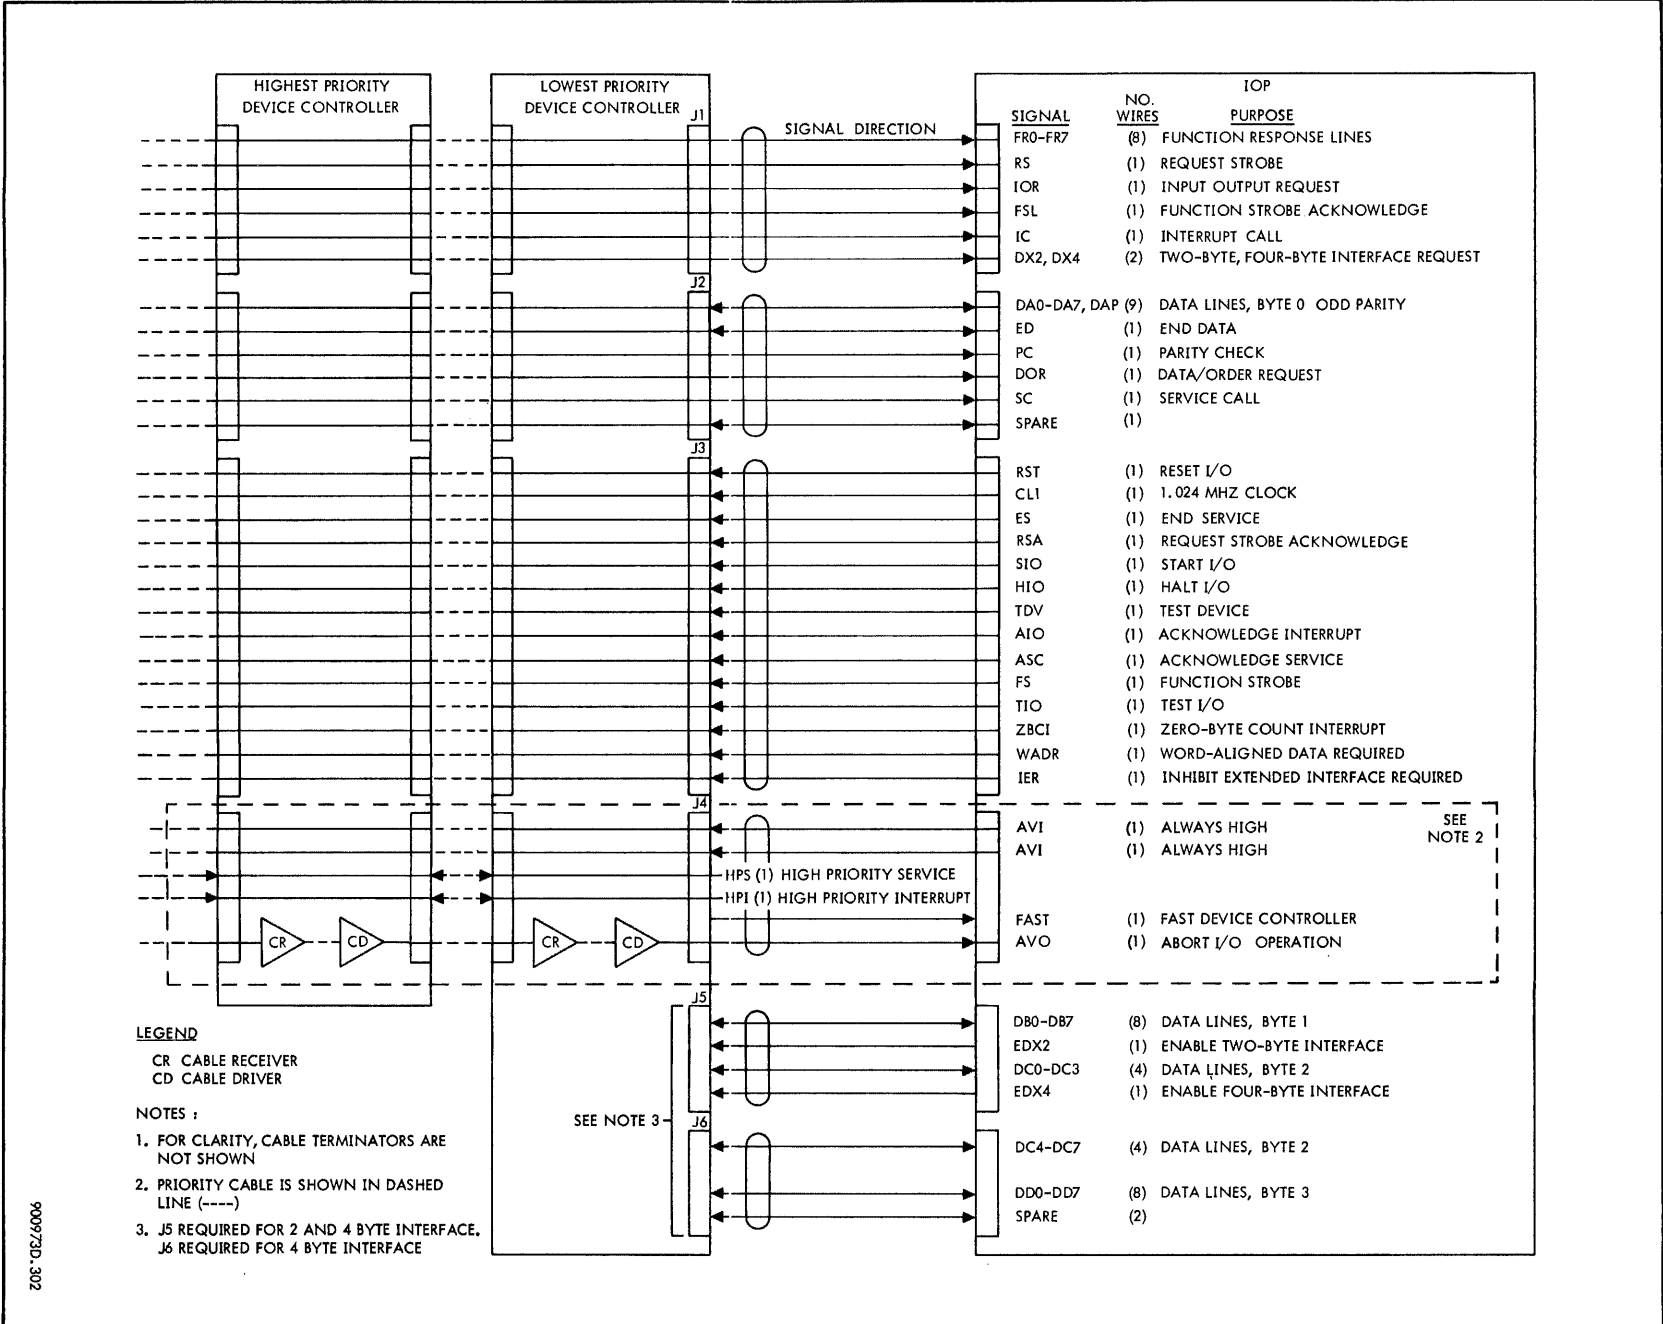 HIGHEST PRIORITY
DEVICE CONTROLLER
LOWEST PRIORITY
DEVICE CONTROLLER
IOP
SIGNAL NO. WIRES PURPOSE
J1
SIGNAL DIRECTION
FR0-FR7 (8) FUNCTION RESPONSE LINES
RS (1) REQUEST STROBE
IOR (1) INPUT OUTPUT REQUEST
FSL (1) FUNCTION STROBE ACKNOWLEDGE
IC (1) INTERRUPT CALL
DX2, DX4 (2) TWO-BYTE, FOUR-BYTE INTERFACE REQUEST
J2
DA0-DA7, DAP (9) DATA LINES, BYTE 0 ODD PARITY
ED (1) END DATA
PC (1) PARITY CHECK
DOR (1) DATA/ORDER REQUEST
SC (1) SERVICE CALL
SPARE (1)
J3
RST (1) RESET I/O
CL1 (1) 1.024 MHZ CLOCK
ES (1) END SERVICE
RSA (1) REQUEST STROBE ACKNOWLEDGE
SIO (1) START I/O
HIO (1) HALT I/O
TDV (1) TEST DEVICE
AIO (1) ACKNOWLEDGE INTERRUPT
ASC (1) ACKNOWLEDGE SERVICE
FS (1) FUNCTION STROBE
TIO (1) TEST I/O
ZBCI (1) ZERO-BYTE COUNT INTERRUPT
WADR (1) WORD-ALIGNED DATA REQUIRED
IER (1) INHIBIT EXTENDED INTERFACE REQUIRED
J4
AVI (1) ALWAYS HIGH
AVI (1) ALWAYS HIGH
SEE
NOTE 2
HPS (1) HIGH PRIORITY SERVICE
HPI (1) HIGH PRIORITY INTERRUPT
FAST (1) FAST DEVICE CONTROLLER
CR CD CR CD
AVO (1) ABORT I/O OPERATION
J5
DB0-DB7 (8) DATA LINES, BYTE 1
EDX2 (1) ENABLE TWO-BYTE INTERFACE
DC0-DC3 (4) DATA LINES, BYTE 2
EDX4 (1) ENABLE FOUR-BYTE INTERFACE
SEE NOTE 3
J6
DC4-DC7 (4) DATA LINES, BYTE 2
DD0-DD7 (8) DATA LINES, BYTE 3
SPARE (2)
LEGEND
CR CABLE RECEIVER
CD CABLE DRIVER
NOTES :
1. FOR CLARITY, CABLE TERMINATORS ARE
NOT SHOWN
2. PRIORITY CABLE IS SHOWN IN DASHED
LINE (----)
3. J5 REQUIRED FOR 2 AND 4 BYTE INTERFACE.
J6 REQUIRED FOR 4 BYTE INTERFACE
900973D.302